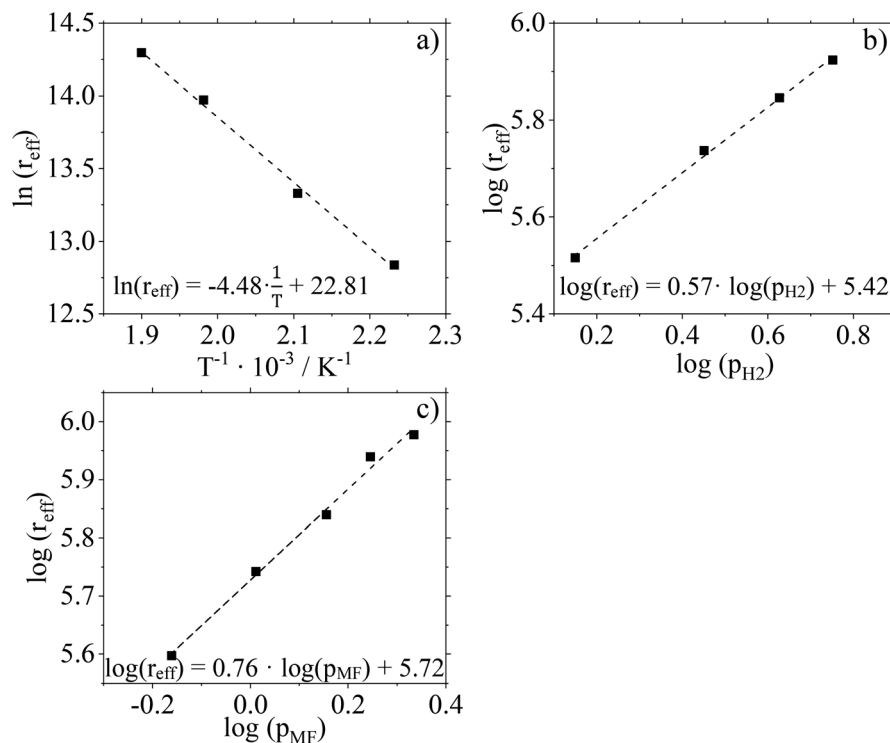 a)
14.5
14.0
13.5
13.0
12.5
ln (r_eff)
ln(r_eff) = -4.48·1/T + 22.81
1.9 2.0 2.1 2.2 2.3
T⁻¹ · 10⁻³ / K⁻¹
b)
6.0
5.8
5.6
5.4
log (r_eff)
log(r_eff) = 0.57· log(p_H2) + 5.42
0.2 0.4 0.6 0.8
log (p_H2)
c)
6.0
5.9
5.8
5.7
5.6
log (r_eff)
log(r_eff) = 0.76 · log(p_MF) + 5.72
-0.2 0.0 0.2 0.4
log (p_MF)